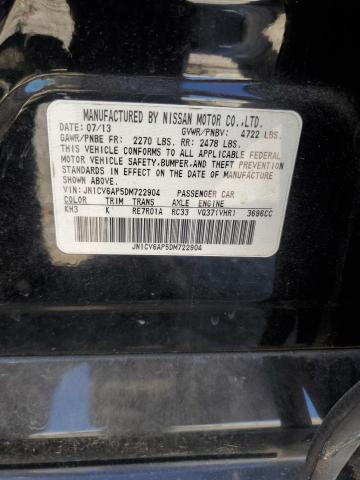 MANUFACTURED BY NISSAN MOTOR CO.,LTD.
DATE: 07/13 GVWR/PNBV: 4722 LBS.
GAWR/PNBE FR: 2270 LBS. RR: 2478 LBS.
THIS VEHICLE CONFORMS TO ALL APPLICABLE FEDERAL
MOTOR VEHICLE SAFETY,BUMPER,AND THEFT PREVENTION
STANDARDS IN EFFECT ON THE DATE OF MANUFACTURE
SHOWN ABOVE.
VIN:JN1CV6AP5DM722904 PASSENGER CAR
COLOR TRIM TRANS AXLE ENGINE
KH3 K RE7R01A RC33 VQ37(VHR) 3696CC
JN1CV6AP5DM722904